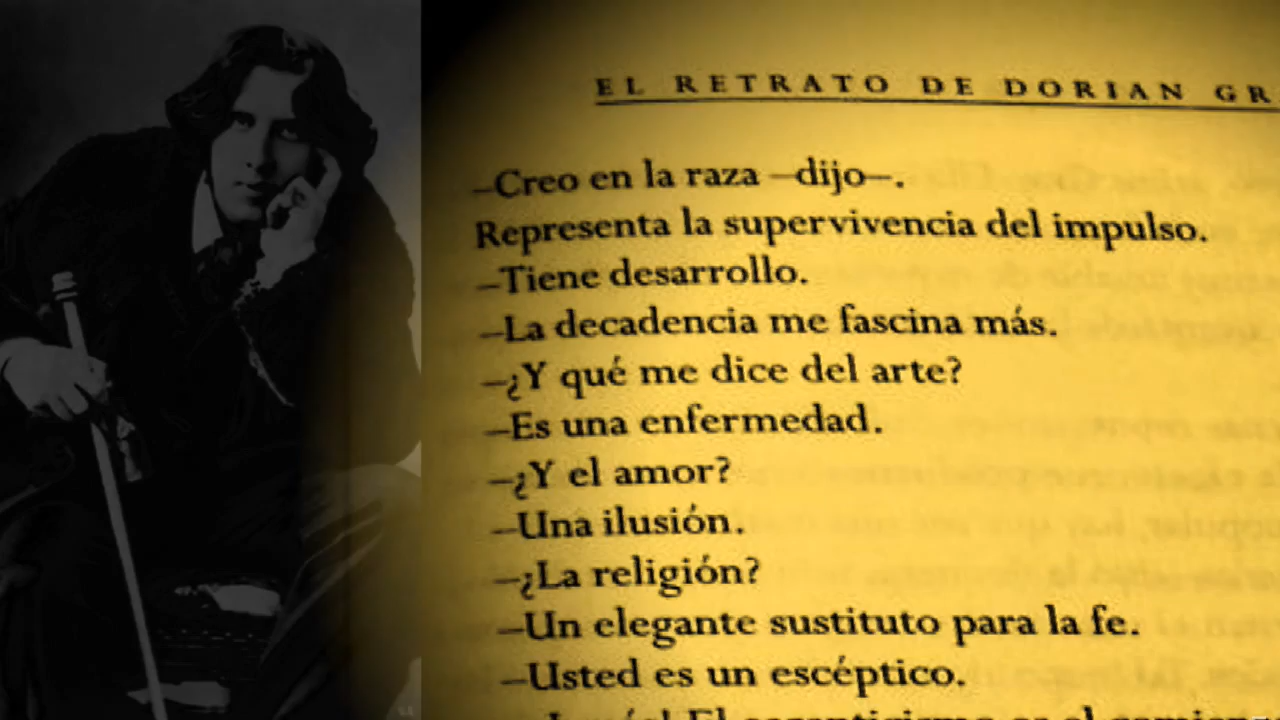 EL RETRATO DE DORIAN GR
—Creo en la raza —dijo—.
Representa la supervivencia del impulso.
—Tiene desarrollo.
—La decadencia me fascina más.
—¿Y qué me dice del arte?
—Es una enfermedad.
—¿Y el amor?
—Una ilusión.
—¿La religión?
—Un elegante sustituto para la fe.
—Usted es un escéptico.